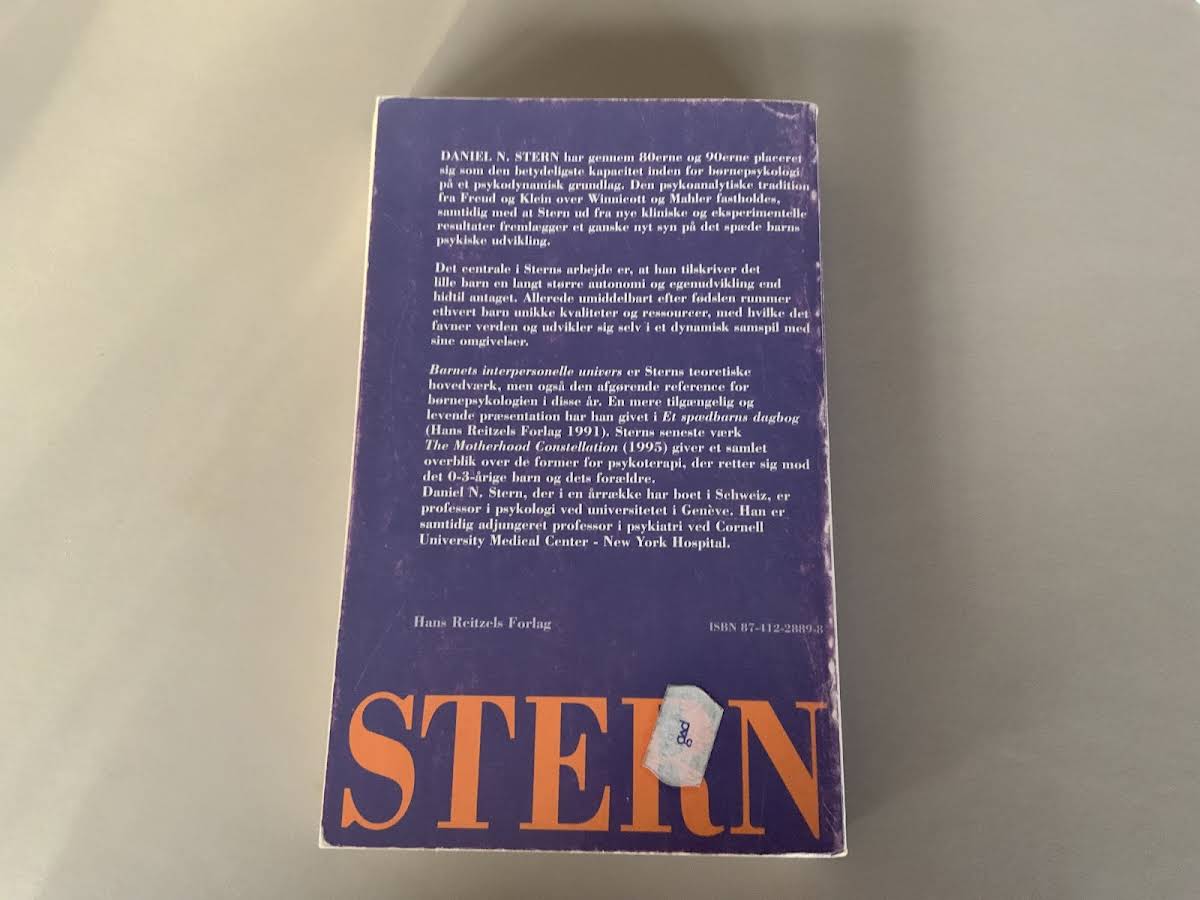 DANIEL N. STERN har gennem 80erne og 90erne placeret
sig som den betydeligste kapacitet inden for børnepsykologi
på et psykodynamisk grundlag. Den psykoanalytiske tradition
fra Freud og Klein over Winnicott og Mahler fastholdes,
samtidig med at Stern ud fra nye kliniske og eksperimentelle
resultater fremlægger et ganske nyt syn på det spæde barns
psykiske udvikling.
Det centrale i Sterns arbejde er, at han tilskriver det
lille barn en langt større autonomi og egenudvikling end
hidtil antaget. Allerede umiddelbart efter fødslen rummer
ethvert barn unikke kvaliteter og ressourcer, med hvilke det
favner verden og udvikler sig selv i et dynamisk samspil med
sine omgivelser.
Barnets interpersonelle univers er Sterns teoretiske
hovedværk, men også den afgørende reference for
børnepsykologien i disse år. En mere tilgængelig og
levende præsentation har han givet i Et spædbarns dagbog
(Hans Reitzels Forlag 1991). Sterns seneste værk
The Motherhood Constellation (1995) giver et samlet
overblik over de former for psykoterapi, der retter sig mod
det 0-3-årige barn og dets forældre.
Daniel N. Stern, der i en årrække har boet i Schweiz, er
professor i psykologi ved universitetet i Genève. Han er
samtidig adjungeret professor i psykiatri ved Cornell
University Medical Center - New York Hospital.
Hans Reitzels Forlag
ISBN 87-412-2889-8
STERN